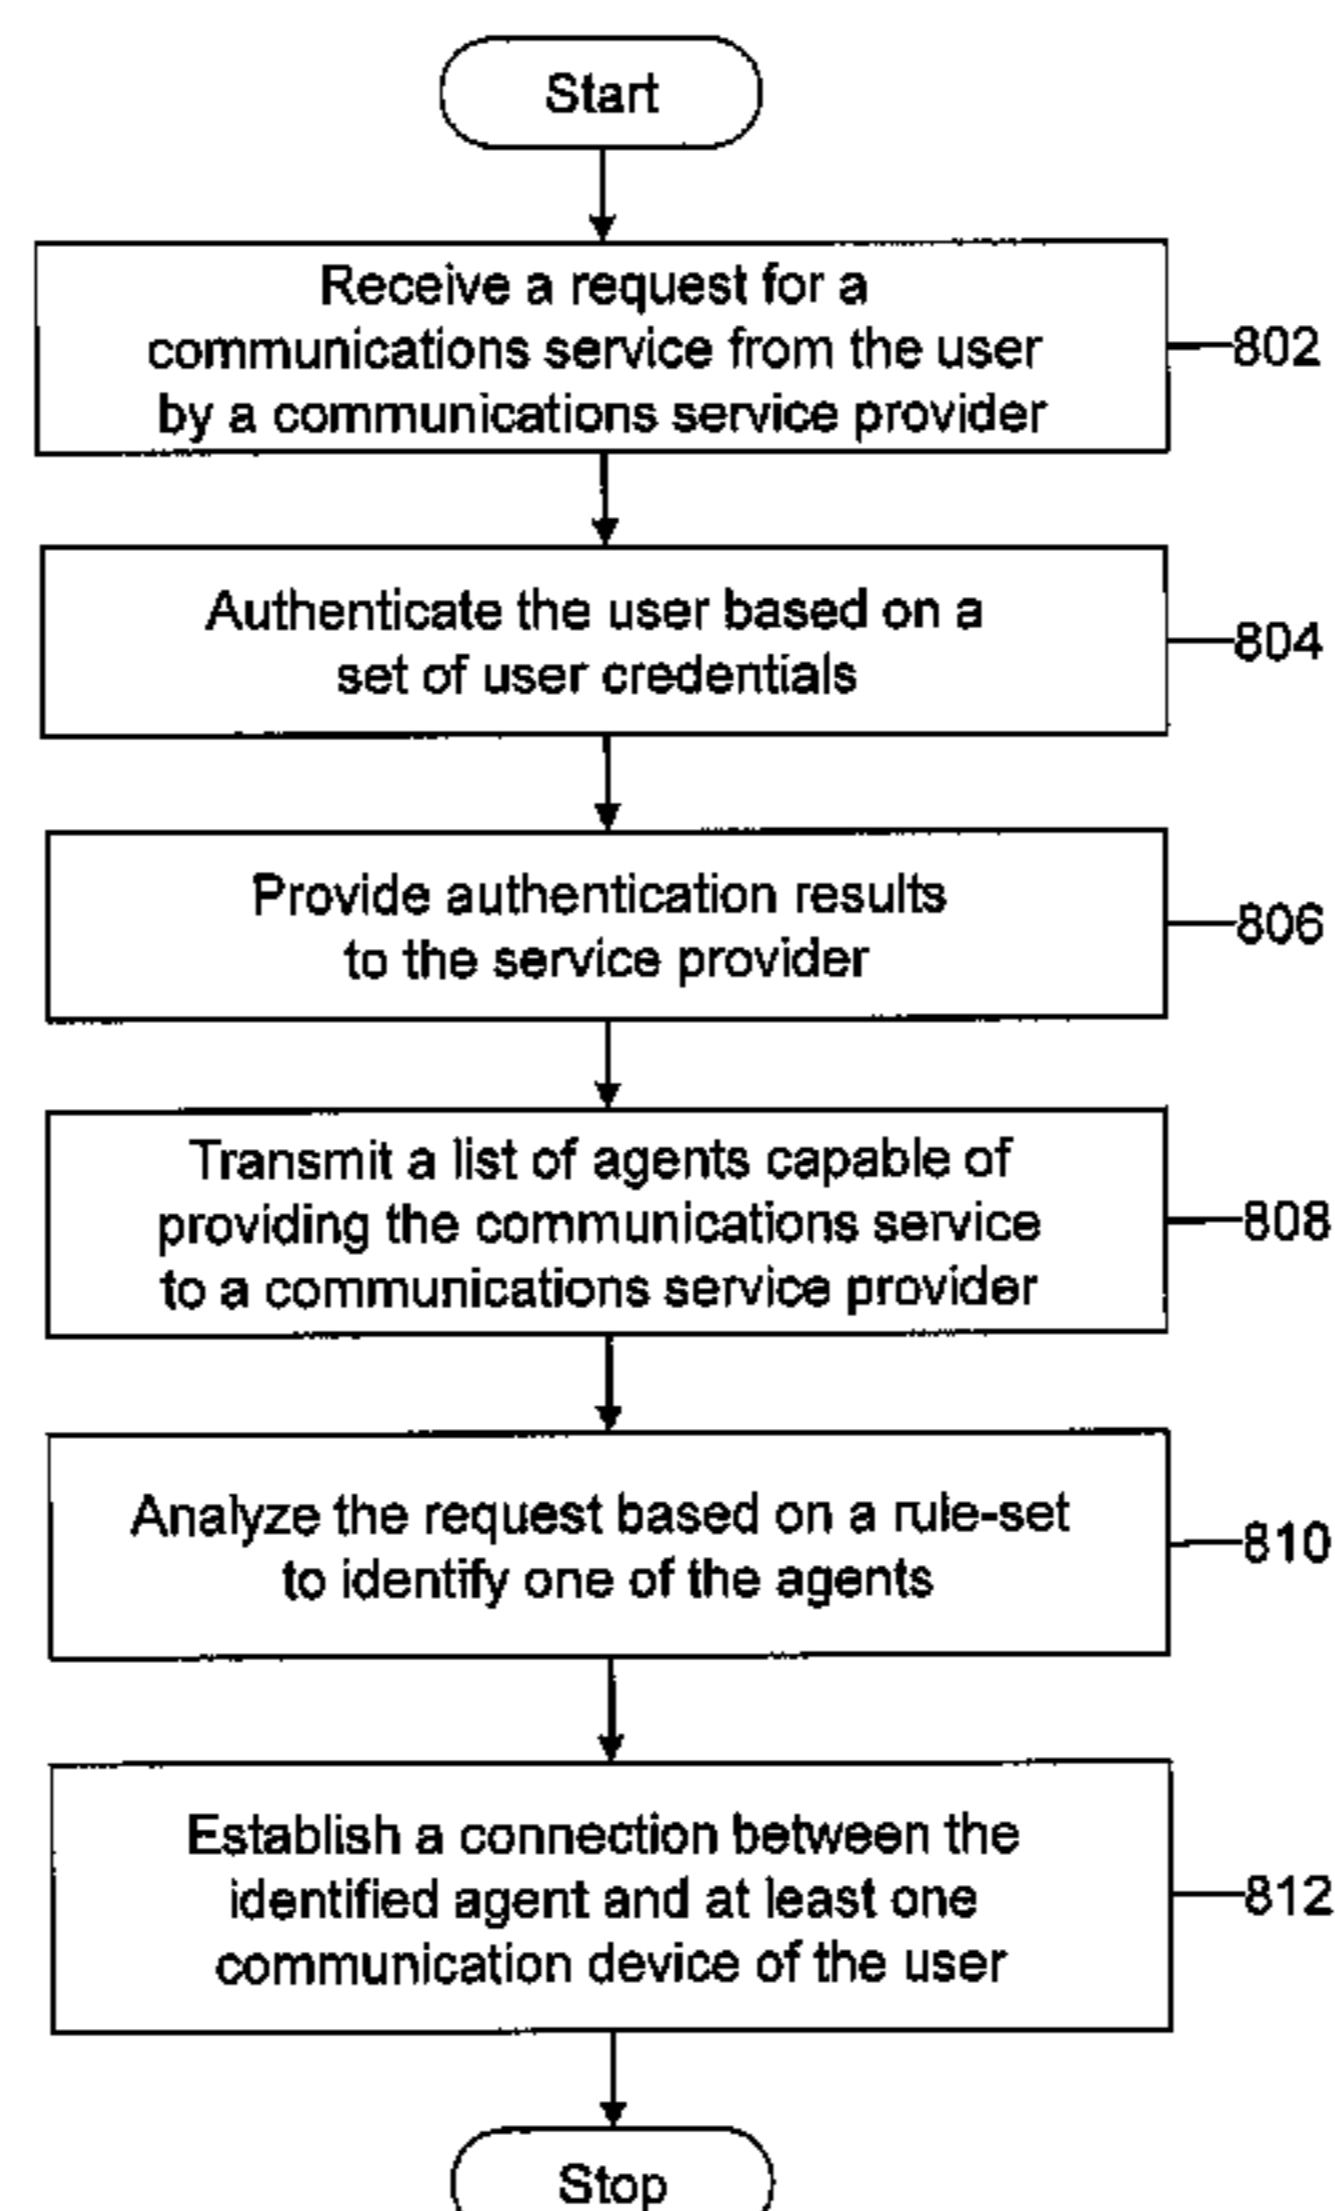 Start
Receive a request for a
communications service from the user
by a communications service provider
802
Authenticate the user based on a
set of user credentials
804
Provide authentication results
to the service provider
806
Transmit a list of agents capable of
providing the communications service
to a communications service provider
808
Analyze the request based on a rule-set
to identify one of the agents
810
Establish a connection between the
identified agent and at least one
communication device of the user
812
Stop